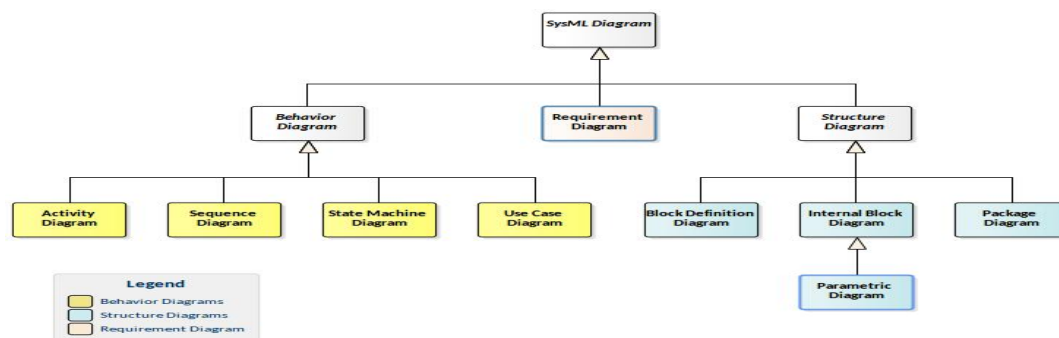 SysML Diagram
Behavior
Diagram
Requirement
Diagram
Structure
Diagram
Activity
Diagram
Sequence
Diagram
State Machine
Diagram
Use Case
Diagram
Block Definition
Diagram
Internal Block
Diagram
Package
Diagram
Parametric
Diagram
Legend
Behavior Diagrams
Structure Diagrams
Requirement Diagram